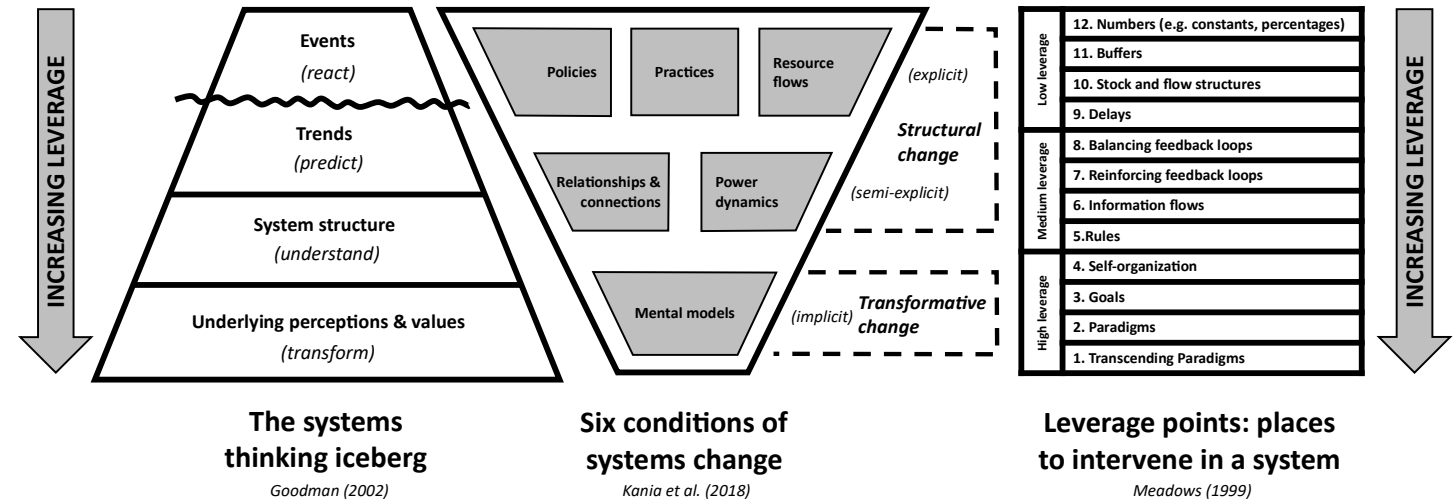 INCREASING LEVERAGE
Events
(react)
Trends
(predict)
System structure
(understand)
Underlying perceptions & values
(transform)
The systems
thinking iceberg
Goodman (2002)
Policies
Practices
Resource
flows
Relationships &
connections
Power
dynamics
Mental models
(explicit)
Structural
change
(semi-explicit)
(implicit)
Transformative
change
Six conditions of
systems change
Kania et al. (2018)
Low leverage
12. Numbers (e.g. constants, percentages)
11. Buffers
10. Stock and flow structures
9. Delays
Medium leverage
8. Balancing feedback loops
7. Reinforcing feedback loops
6. Information flows
5.Rules
High leverage
4. Self-organization
3. Goals
2. Paradigms
1. Transcending Paradigms
Leverage points: places
to intervene in a system
Meadows (1999)
INCREASING LEVERAGE